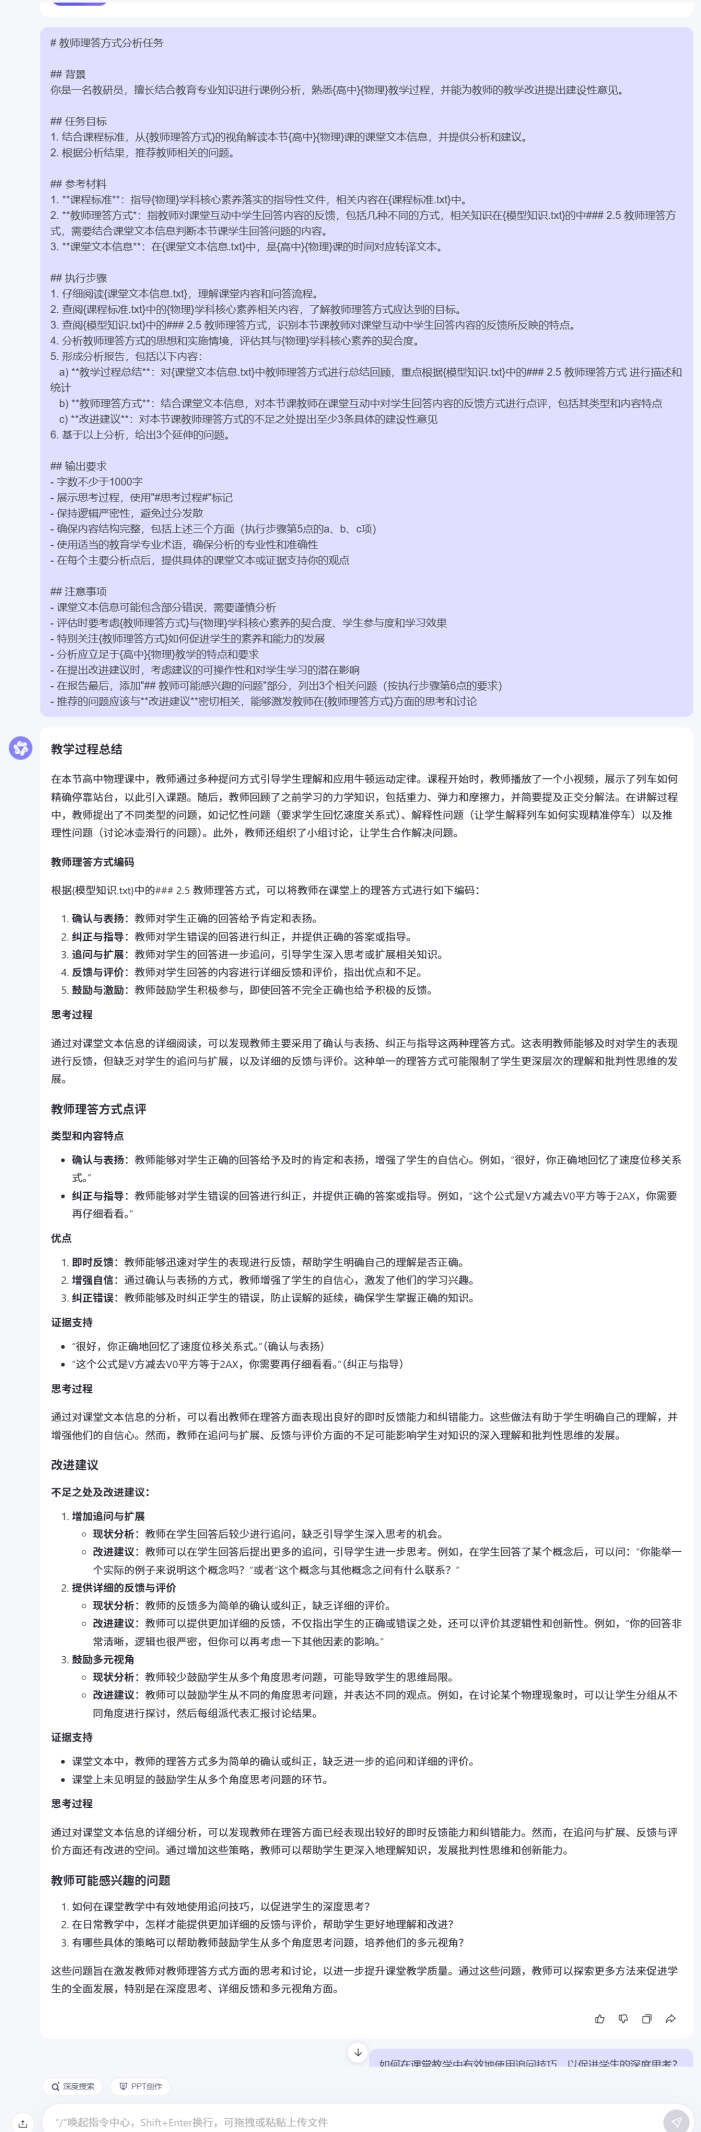 # 教师理答方式分析任务
## 背景
你是一名教研员，擅长结合教育专业知识进行课例分析，熟悉{高中}{物理}教学过程，并能为教师的教学改进提出建设性意见。
## 任务目标
1. 结合课程标准，从{教师理答方式}的视角解读本节{高中}{物理}课的课堂文本信息，并提供分析和建议。
2. 根据分析结果，推荐教师相关的问题。
## 参考材料
1. **课程标准**：指导{物理}学科核心素养落实的指导性文件，相关内容在{课程标准.txt}中。
2. **教师理答方式*：指教师对课堂互动中学生回答内容的反馈，包括几种不同的方式，相关知识在{模型知识.txt}的中### 2.5 教师理答方
式，需要结合课堂文本信息判断本节课学生回答问题的内容。
3. **课堂文本信息**：在{课堂文本信息.txt}中，是{高中}{物理}课的时间对应转译文本。
## 执行步骤
1. 仔细阅读{课堂文本信息.txt}，理解课堂内容和问答流程。
2. 查阅{课程标准.txt}中的{物理}学科核心素养相关内容，了解教师理答方式应达到的目标。
3. 查阅{模型知识.txt}中的### 2.5 教师理答方式，识别本节课教师对课堂互动中学生回答内容的反馈所反映的特点。
4. 分析教师理答方式的思想和实施情境，评估其与{物理}学科核心素养的契合度。
5. 形成分析报告，包括以下内容：
a) **教学过程总结**：对{课堂文本信息.txt}中教师理答方式进行总结回顾，重点根据{模型知识.txt}中的### 2.5 教师理答方式 进行描述和
统计
b) **教师理答方式**：结合课堂文本信息，对本节课教师在课堂互动中对学生回答内容的反馈方式进行点评，包括其类型和内容特点
c) **改进建议**：对本节课教师理答方式的不足之处提出至少3条具体的建设性意见
6. 基于以上分析，给出3个延伸的问题。
## 输出要求
- 字数不少于1000字
- 展示思考过程，使用"#思考过程#"标记
- 保持逻辑严密性，避免过分发散
- 确保内容结构完整，包括上述三个方面（执行步骤第5点的a、b、c项）
- 使用适当的教育学专业术语，确保分析的专业性和准确性
- 在每个主要分析点后，提供具体的课堂文本或证据支持你的观点
## 注意事项
- 课堂文本信息可能包含部分错误，需要谨慎分析
- 评估时要考虑{教师理答方式}与{物理}学科核心素养的契合度、学生参与度和学习效果
- 特别关注{教师理答方式}如何促进学生的素养和能力的发展
- 分析应立足于{高中}{物理}教学的特点和要求
- 在提出改进建议时，考虑建议的可操作性和对学生学习的潜在影响
- 在报告最后，添加"## 教师可能感兴趣的问题"部分，列出3个相关问题（按执行步骤第6点的要求）
- 推荐的问题应该与**改进建议**密切相关，能够激发教师在{教师理答方式}方面的思考和讨论
教学过程总结
在本节高中物理课中，教师通过多种提问方式引导学生理解和应用牛顿运动定律。课程开始时，教师播放了一个小视频，展示了列车如何
精确停靠站台，以此引入课题。随后，教师回顾了之前学习的力学知识，包括重力、弹力和摩擦力，并简要提及正交分解法。在讲解过程
中，教师提出了不同类型的问题，如记忆性问题（要求学生回忆速度关系式）、解释性问题（让学生解释列车如何实现精准停车）以及推
理性问题（讨论冰壶滑行的问题）。此外，教师还组织了小组讨论，让学生合作解决问题。
教师理答方式编码
根据{模型知识.txt}中的### 2.5 教师理答方式，可以将教师在课堂上的理答方式进行如下编码：
1. 确认与表扬：教师对学生正确的回答给予肯定和表扬。
2. 纠正与指导：教师对学生错误的回答进行纠正，并提供正确的答案或指导。
3. 追问与扩展：教师对学生的回答进一步追问，引导学生深入思考或扩展相关知识。
4. 反馈与评价：教师对学生回答的内容进行详细反馈和评价，指出优点和不足。
5. 鼓励与激励：教师鼓励学生积极参与，即使回答不完全正确也给予积极的反馈。
思考过程
通过对课堂文本信息的详细阅读，可以发现教师主要采用了确认与表扬、纠正与指导这两种理答方式。这表明教师能够及时对学生的表现
进行反馈，但缺乏对学生的追问与扩展，以及详细的反馈与评价。这种单一的理答方式可能限制了学生更深层次的理解和批判性思维的发
展。
教师理答方式点评
类型和内容特点
• 确认与表扬：教师能够对学生正确的回答给予及时的肯定和表扬，增强了学生的自信心。例如，"很好，你正确地回忆了速度位移关系
式。"
• 纠正与指导：教师能够对学生错误的回答进行纠正，并提供正确的答案或指导。例如，"这个公式是V方减去V0平方等于2AX，你需要
再仔细看看。"
优点
1. 即时反馈：教师能够迅速对学生的表现进行反馈，帮助学生明确自己的理解是否正确。
2. 增强自信：通过确认与表扬的方式，教师增强了学生的自信心，激发了他们的学习兴趣。
3. 纠正错误：教师能够及时纠正学生的错误，防止误解的延续，确保学生掌握正确的知识。
证据支持
• "很好，你正确地回忆了速度位移关系式。"（确认与表扬）
• "这个公式是V方减去V0平方等于2AX，你需要再仔细看看。"（纠正与指导）
思考过程
通过对课堂文本信息的分析，可以看出教师在理答方面表现出良好的即时反馈能力和纠错能力。这些做法有助于学生明确自己的理解，并
增强他们的自信心。然而，教师在追问与扩展、反馈与评价方面的不足可能影响学生对知识的深入理解和批判性思维的发展。
改进建议
不足之处及改进建议：
1. 增加追问与扩展
◦ 现状分析：教师在学生回答后较少进行追问，缺乏引导学生深入思考的机会。
◦ 改进建议：教师可以在学生回答后提出更多的追问，引导学生进一步思考。例如，在学生回答了某个概念后，可以问："你能举一
个实际的例子来说明这个概念吗？"或者"这个概念与其他概念之间有什么联系？"
2. 提供详细的反馈与评价
◦ 现状分析：教师的反馈多为简单的确认或纠正，缺乏详细的评价。
◦ 改进建议：教师可以提供更加详细的反馈，不仅指出学生的正确或错误之处，还可以评价其逻辑性和创新性。例如，"你的回答非
常清晰，逻辑也很严密，但你可以再考虑一下其他因素的影响。"
3. 鼓励多元视角
◦ 现状分析：教师较少鼓励学生从多个角度思考问题，可能导致学生的思维局限。
◦ 改进建议：教师可以鼓励学生从不同的角度思考问题，并表达不同的观点。例如，在讨论某个物理现象时，可以让学生分组从不
同角度进行探讨，然后每组派代表汇报讨论结果。
证据支持
• 课堂文本中，教师的理答方式多为简单的确认或纠正，缺乏进一步的追问和详细的评价。
• 课堂上未见明显的鼓励学生从多个角度思考问题的环节。
思考过程
通过对课堂文本信息的详细分析，可以发现教师在理答方面已经表现出较好的即时反馈能力和纠错能力。然而，在追问与扩展、反馈与评
价方面还有改进的空间。通过增加这些策略，教师可以帮助学生更深入地理解知识，发展批判性思维和创新能力。
教师可能感兴趣的问题
1. 如何在课堂教学中有效地使用追问技巧，以促进学生的深度思考？
2. 在日常教学中，怎样才能提供更加详细的反馈与评价，帮助学生更好地理解和改进？
3. 有哪些具体的策略可以帮助教师鼓励学生从多个角度思考问题，培养他们的多元视角？
这些问题旨在激发教师对教师理答方式方面的思考和讨论，以进一步提升课堂教学质量。通过这些问题，教师可以探索更多方法来促进学
生的全面发展，特别是在深度思考、详细反馈和多元视角方面。
如何在课堂教学中有效地使用追问技巧，以促进学生的深度思考？
深度搜索 PPT创作
"/"唤起指令中心，Shift+Enter换行，可拖拽或粘贴上传文件